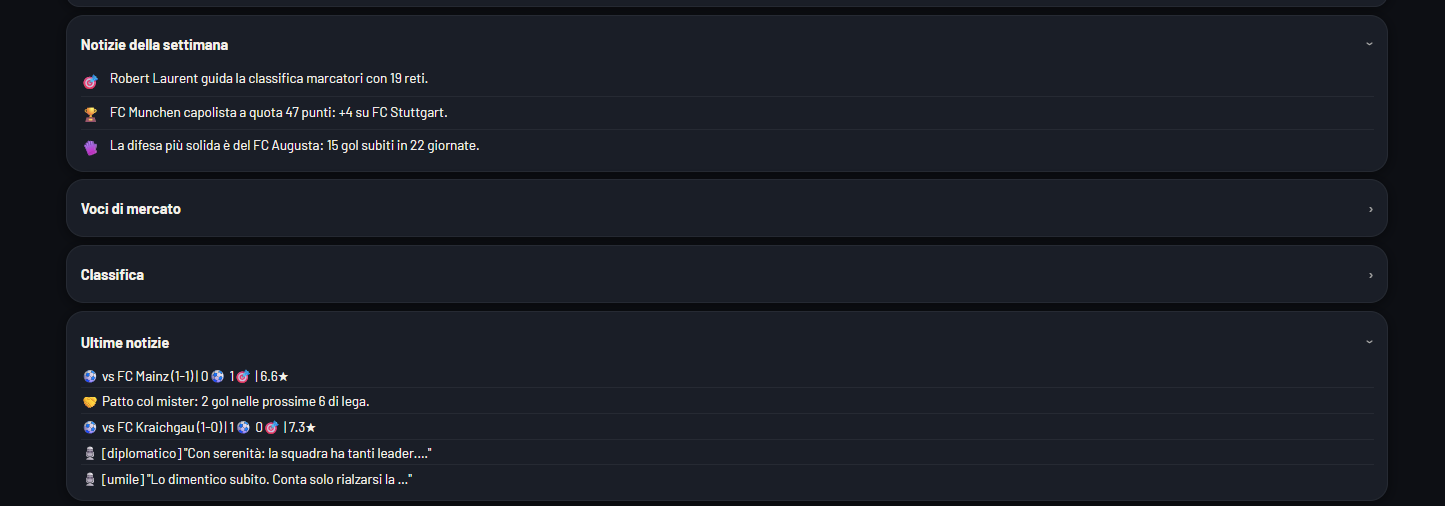 Notizie della settimana
Robert Laurent guida la classifica marcatori con 19 reti.
FC Munchen capolista a quota 47 punti: +4 su FC Stuttgart.
La difesa più solida è del FC Augusta: 15 gol subiti in 22 giornate.
Voci di mercato
Classifica
Ultime notizie
⚽ vs FC Mainz (1-1) | 0 ⚽ 1 🎯 | 6.6★
🤝 Patto col mister: 2 gol nelle prossime 6 di lega.
⚽ vs FC Kraichgau (1-0) | 1 ⚽ 0 🎯 | 7.3★
🎙 [diplomatico] "Con serenità: la squadra ha tanti leader...."
🎙 [umile] "Lo dimentico subito. Conta solo rialzarsi la ..."